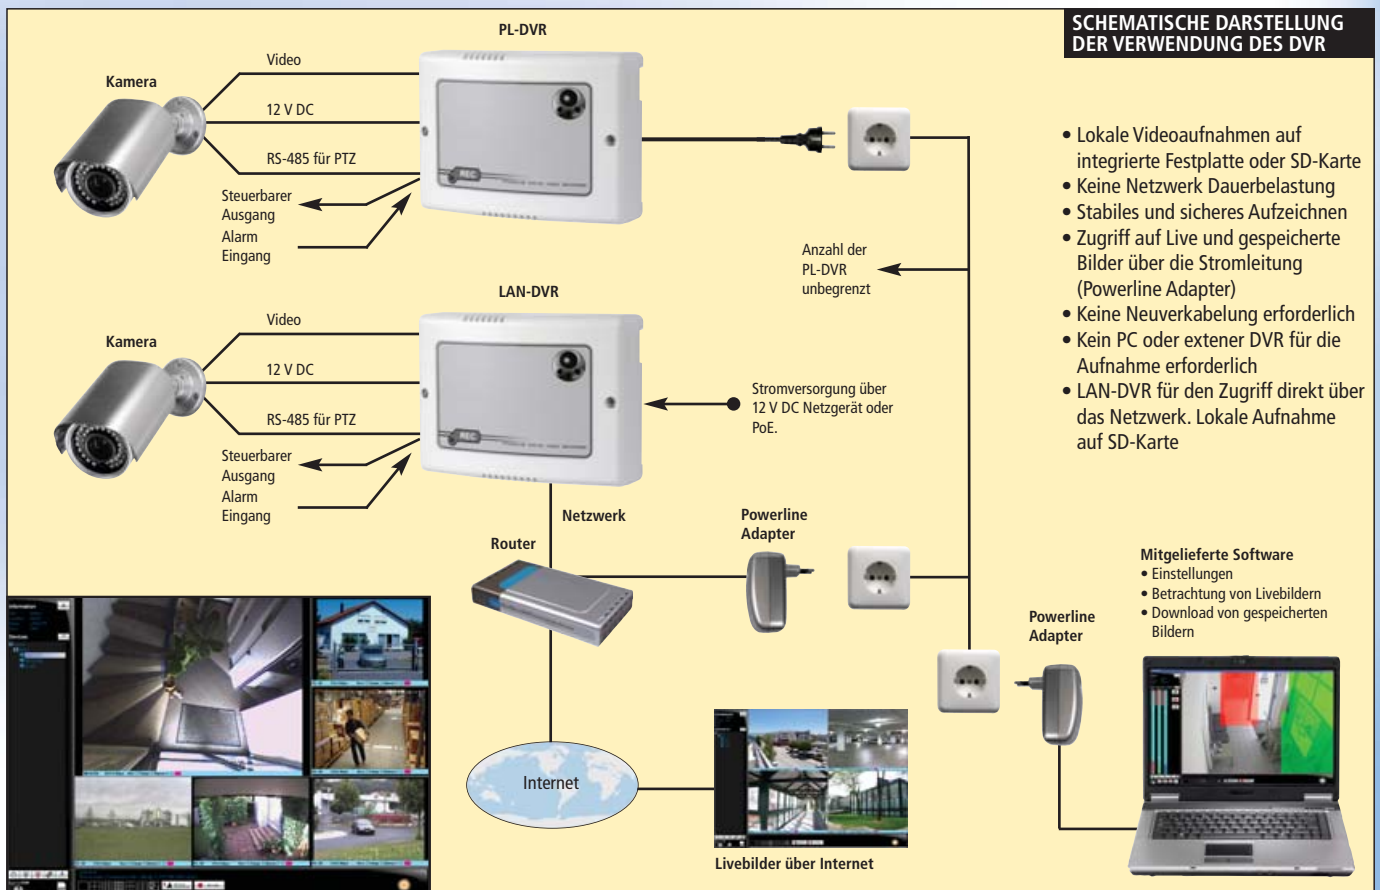 SCHEMATISCHE DARSTELLUNG
DER VERWENDUNG DES DVR
PL-DVR
Kamera
Video
12 V DC
RS-485 für PTZ
Steuerbarer
Ausgang
Alarm
Eingang
REC
Anzahl der
PL-DVR
unbegrenzt
• Lokale Videoaufnahmen auf
integrierte Festplatte oder SD-Karte
• Keine Netzwerk Dauerbelastung
• Stabiles und sicheres Aufzeichnen
• Zugriff auf Live und gespeicherte
Bilder über die Stromleitung
(Powerline Adapter)
• Keine Neuverkabelung erforderlich
• Kein PC oder extener DVR für die
Aufnahme erforderlich
• LAN-DVR für den Zugriff direkt über
das Netzwerk. Lokale Aufnahme
auf SD-Karte
LAN-DVR
Kamera
Video
12 V DC
RS-485 für PTZ
Steuerbarer
Ausgang
Alarm
Eingang
REC
Stromversorgung über
12 V DC Netzgerät oder
PoE.
Netzwerk
Router
Powerline
Adapter
Powerline
Adapter
Mitgelieferte Software
• Einstellungen
• Betrachtung von Livebildern
• Download von gespeicherten
Bildern
Information
Devices
Internet
Livebilder über Internet